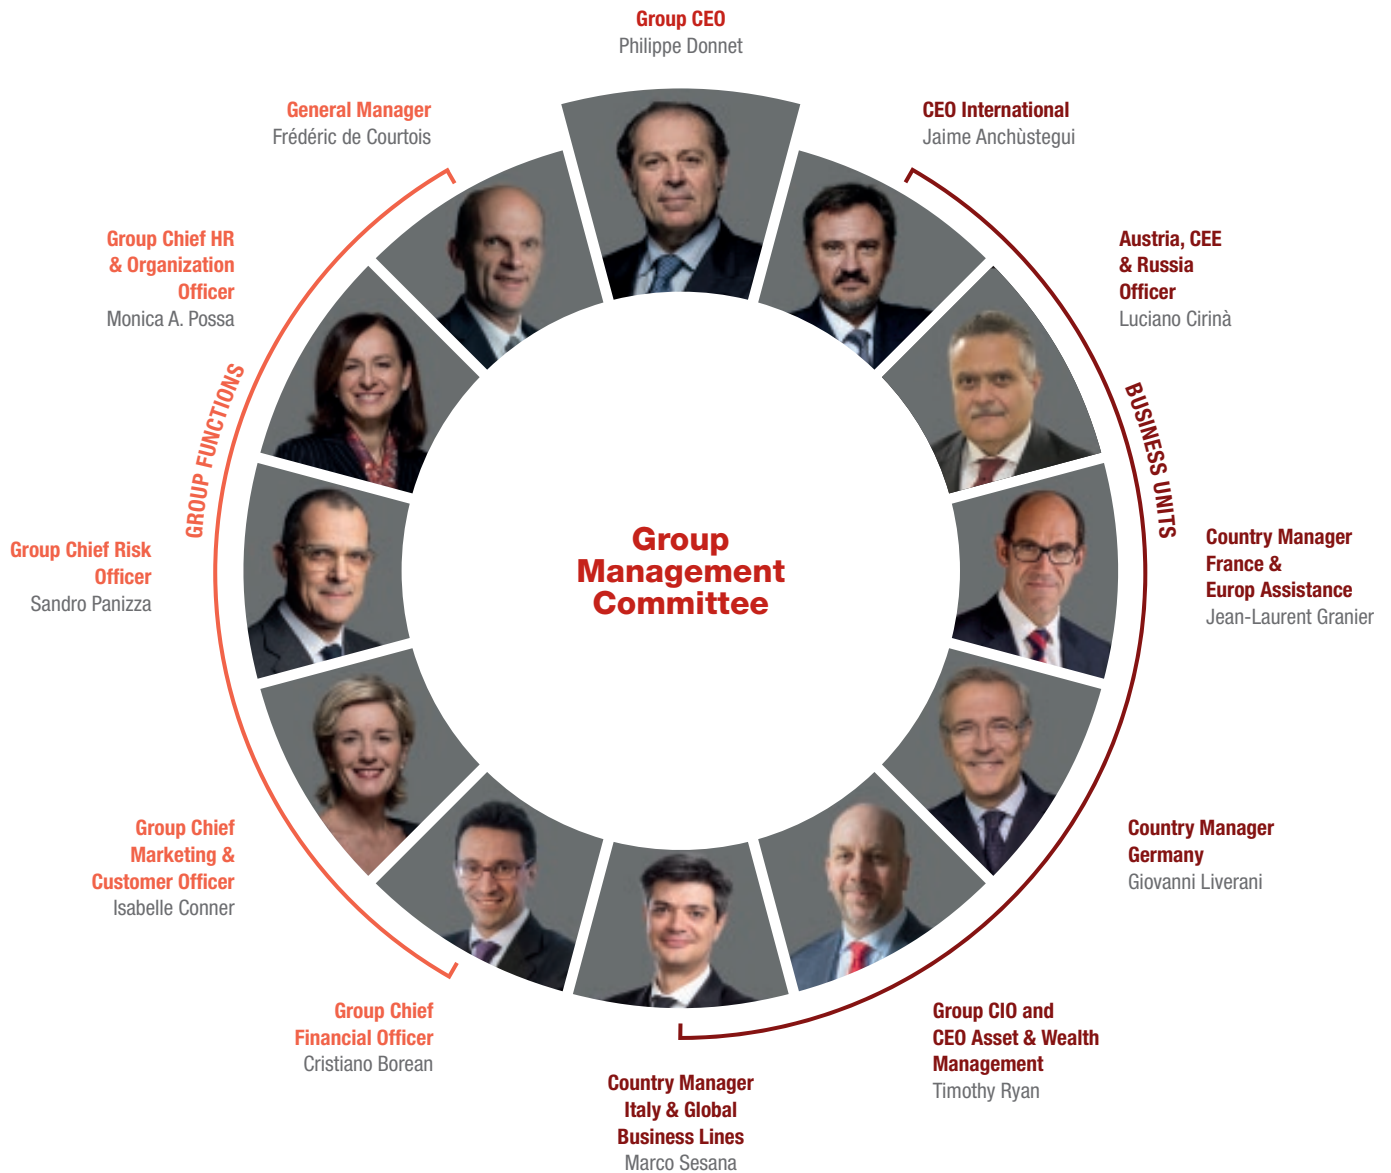 Group CEO
Philippe Donnet
General Manager
Frédéric de Courtois
CEO International
Jaime Anchùstegui
Group Chief HR
& Organization
Officer
Monica A. Possa
Austria, CEE
& Russia
Officer
Luciano Cirinà
GROUP FUNCTIONS
BUSINESS UNITS
Group Chief Risk
Officer
Sandro Panizza
Group
Management
Committee
Country Manager
France &
Europ Assistance
Jean-Laurent Granier
Group Chief
Marketing &
Customer Officer
Isabelle Conner
Country Manager
Germany
Giovanni Liverani
Group Chief
Financial Officer
Cristiano Borean
Group CIO and
CEO Asset & Wealth
Management
Timothy Ryan
Country Manager
Italy & Global
Business Lines
Marco Sesana